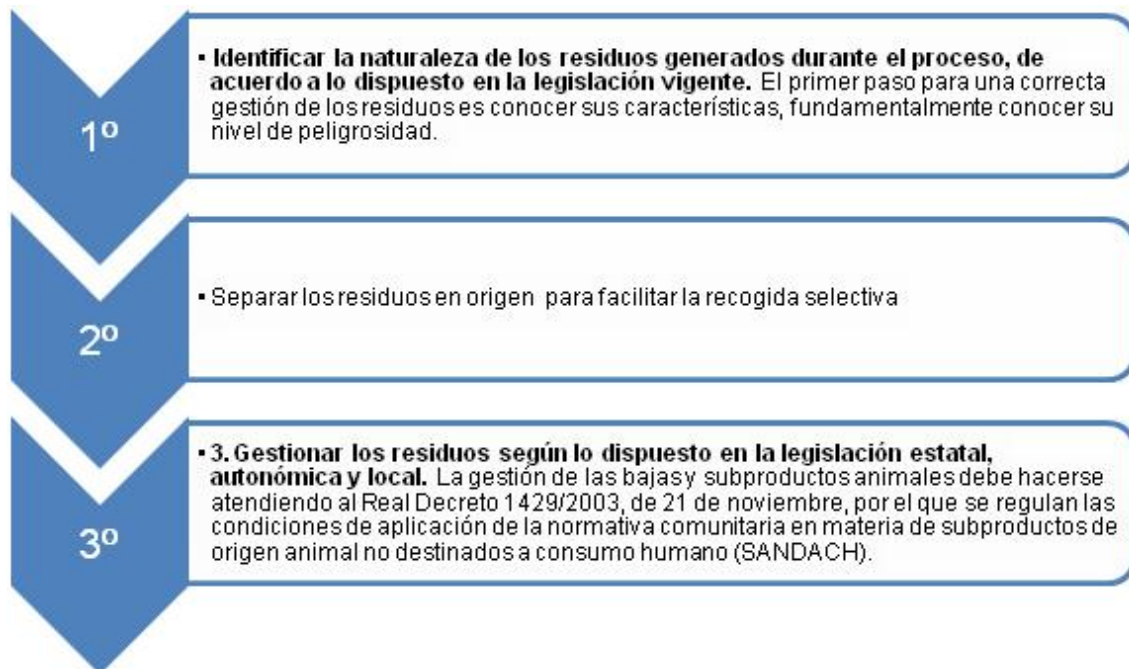 1º
▪ Identificar la naturaleza de los residuos generados durante el proceso, de
acuerdo a lo dispuesto en la legislación vigente. El primer paso para una correcta
gestión de los residuos es conocer sus características, fundamentalmente conocer su
nivel de peligrosidad.
2º
▪ Separar los residuos en origen para facilitar la recogida selectiva
3º
▪ 3. Gestionar los residuos según lo dispuesto en la legislación estatal,
autonómica y local. La gestión de las bajas y subproductos animales debe hacerse
atendiendo al Real Decreto 1429/2003, de 21 de noviembre, por el que se regulan las
condiciones de aplicación de la normativa comunitaria en materia de subproductos de
origen animal no destinados a consumo humano (SANDACH).